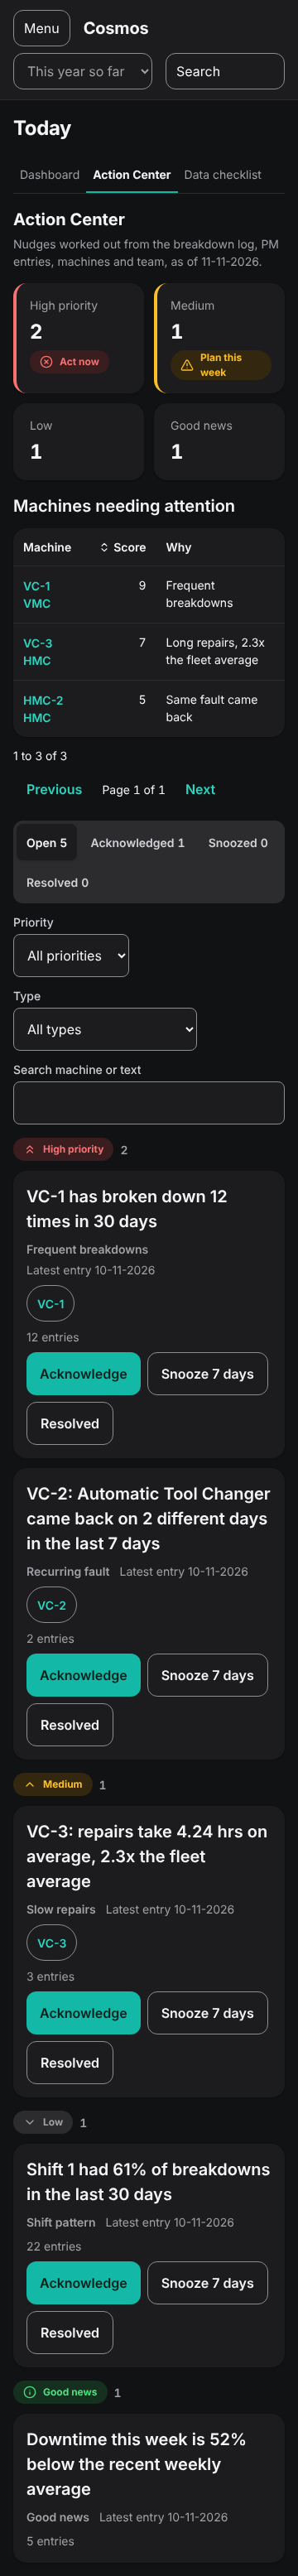 Menu
Cosmos
This year so far
Search
Today
Dashboard
Action Center
Data checklist
Action Center
Nudges worked out from the breakdown log, PM
entries, machines and team, as of 11-11-2026.
High priority
2
Act now
Medium
1
Plan this
week
Low
1
Good news
1
Machines needing attention
Machine Score Why
VC-1
VMC
9
Frequent
breakdowns
VC-3
HMC
7
Long repairs, 2.3x
the fleet average
HMC-2
HMC
5
Same fault came
back
1 to 3 of 3
Previous Page 1 of 1 Next
Open 5 Acknowledged 1 Snoozed 0
Resolved 0
Priority
All priorities
Type
All types
Search machine or text
High priority 2
VC-1 has broken down 12
times in 30 days
Frequent breakdowns
Latest entry 10-11-2026
VC-1
12 entries
Acknowledge Snooze 7 days
Resolved
VC-2: Automatic Tool Changer
came back on 2 different days
in the last 7 days
Recurring fault Latest entry 10-11-2026
VC-2
2 entries
Acknowledge Snooze 7 days
Resolved
Medium 1
VC-3: repairs take 4.24 hrs on
average, 2.3x the fleet
average
Slow repairs Latest entry 10-11-2026
VC-3
3 entries
Acknowledge Snooze 7 days
Resolved
Low 1
Shift 1 had 61% of breakdowns
in the last 30 days
Shift pattern Latest entry 10-11-2026
22 entries
Acknowledge Snooze 7 days
Resolved
Good news 1
Downtime this week is 52%
below the recent weekly
average
Good news Latest entry 10-11-2026
5 entries